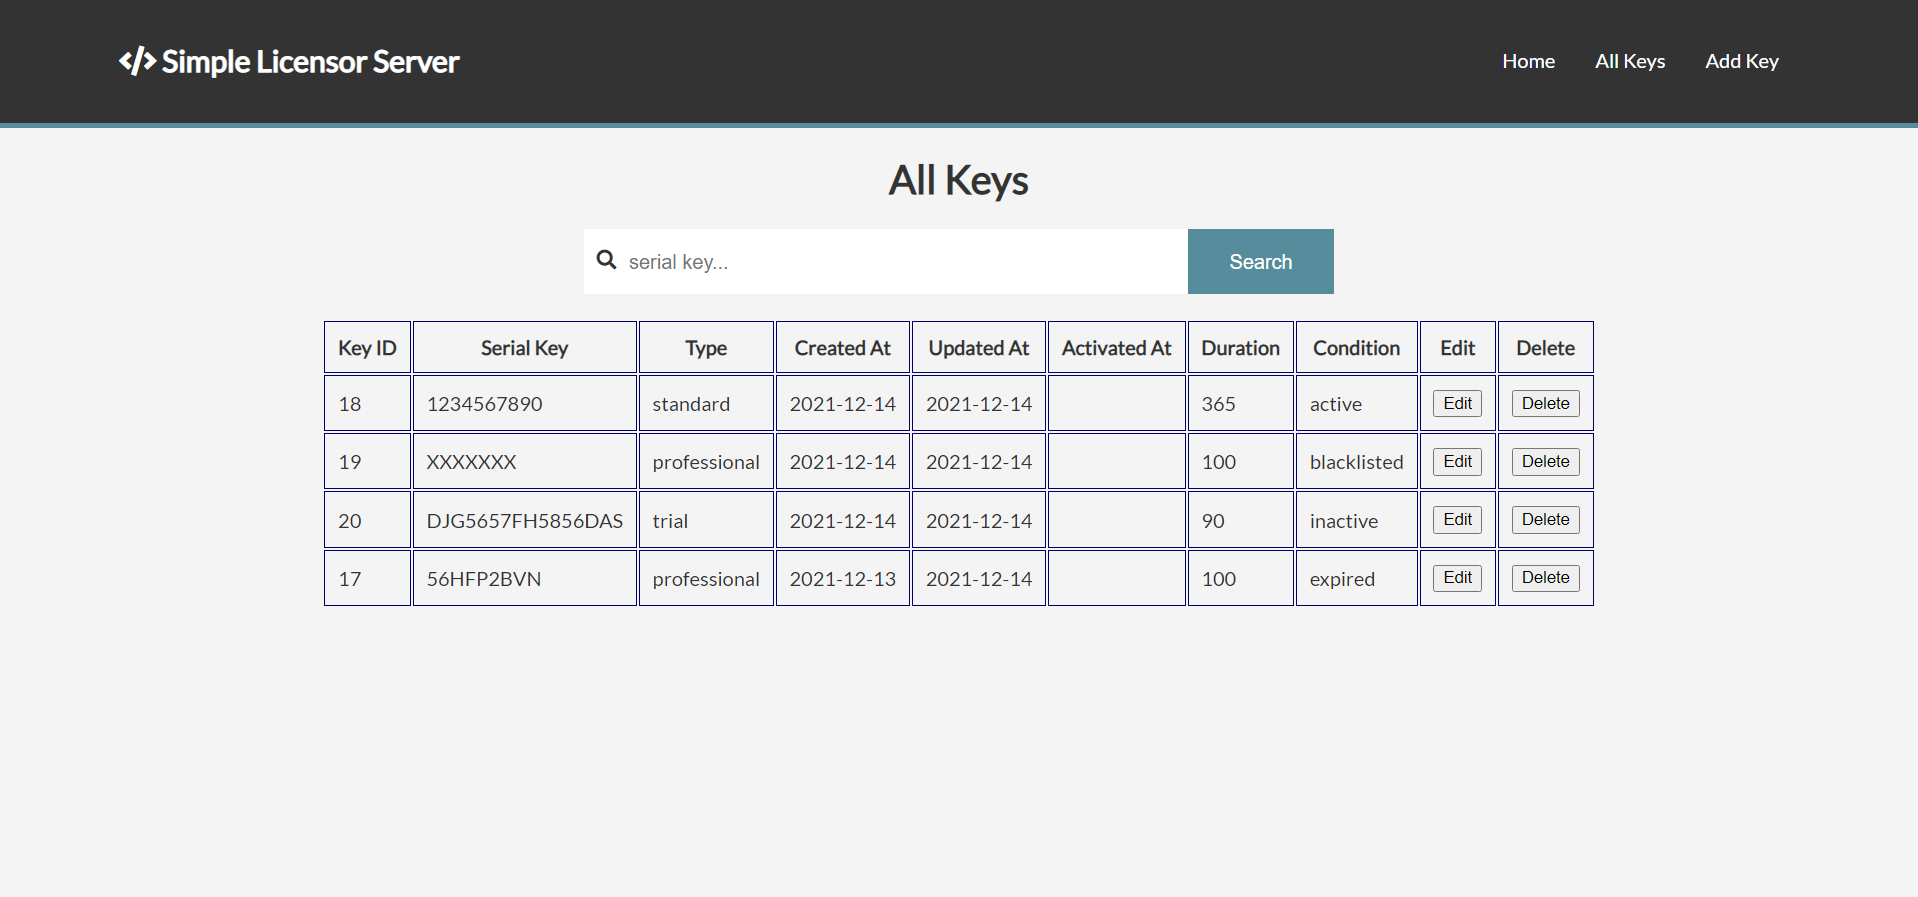 Simple Licensor Server
Home All Keys Add Key
All Keys
serial key... Search
Key ID Serial Key Type Created At Updated At Activated At Duration Condition Edit Delete
18 1234567890 standard 2021-12-14 2021-12-14 365 active Edit Delete
19 XXXXXXX professional 2021-12-14 2021-12-14 100 blacklisted Edit Delete
20 DJG5657FH5856DAS trial 2021-12-14 2021-12-14 90 inactive Edit Delete
17 56HFP2BVN professional 2021-12-13 2021-12-14 100 expired Edit Delete